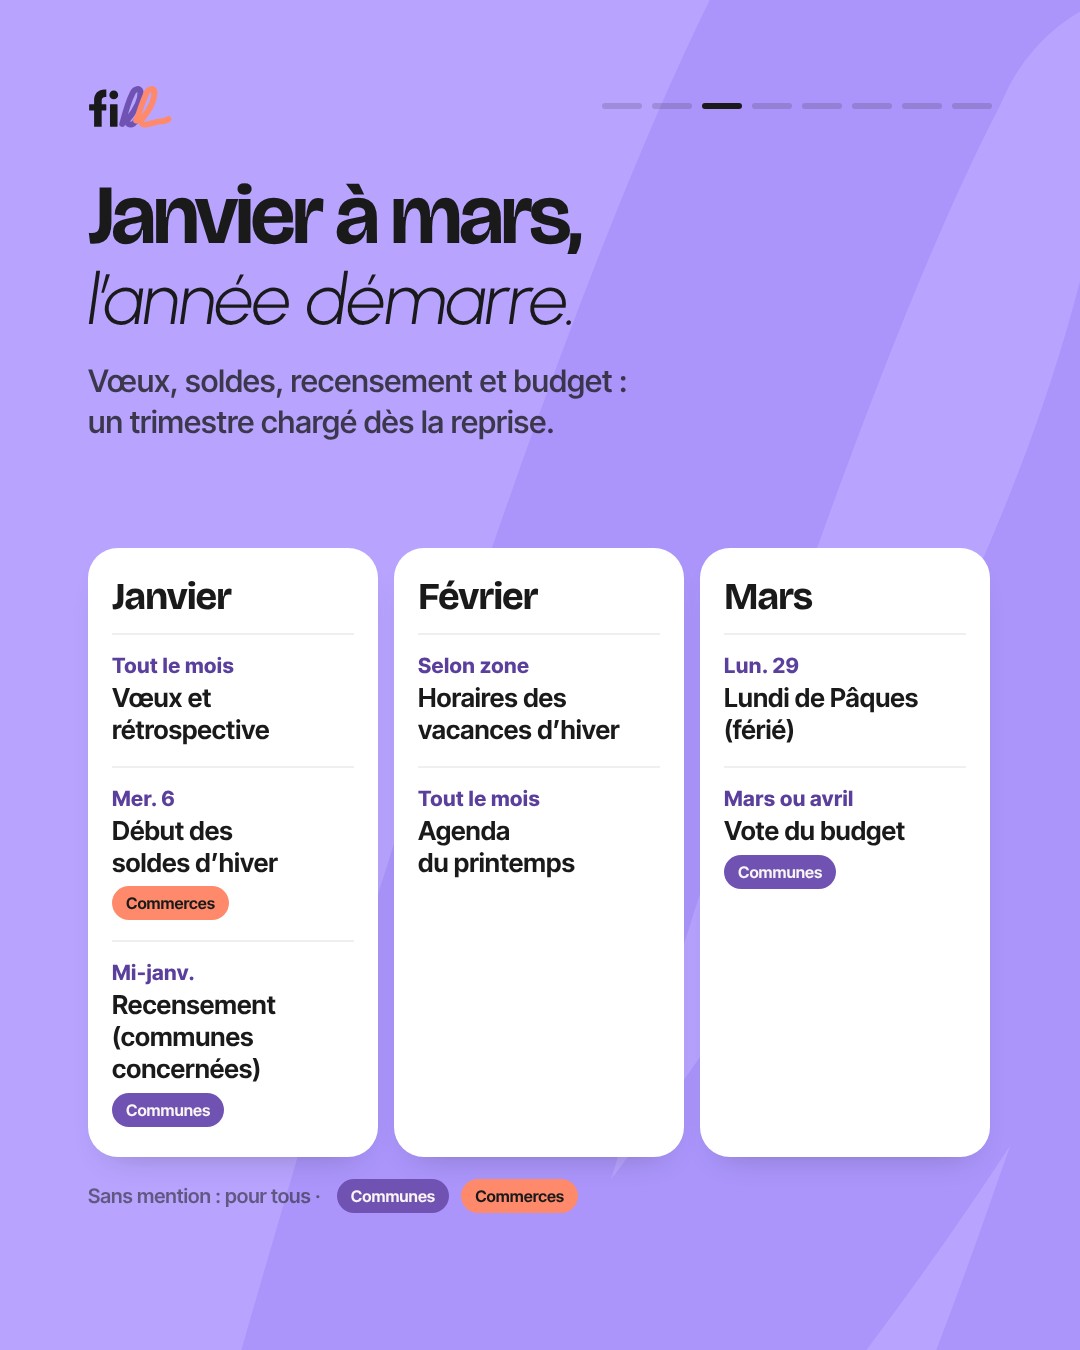 fill
Janvier à mars,
l’année démarre.
Vœux, soldes, recensement et budget :
un trimestre chargé dès la reprise.
Janvier
Tout le mois
Vœux et
rétrospective
Mer. 6
Début des
soldes d’hiver
Commerces
Mi-janv.
Recensement
(communes
concernées)
Communes
Février
Selon zone
Horaires des
vacances d’hiver
Tout le mois
Agenda
du printemps
Mars
Lun. 29
Lundi de Pâques
(férié)
Mars ou avril
Vote du budget
Communes
Sans mention : pour tous · Communes Commerces